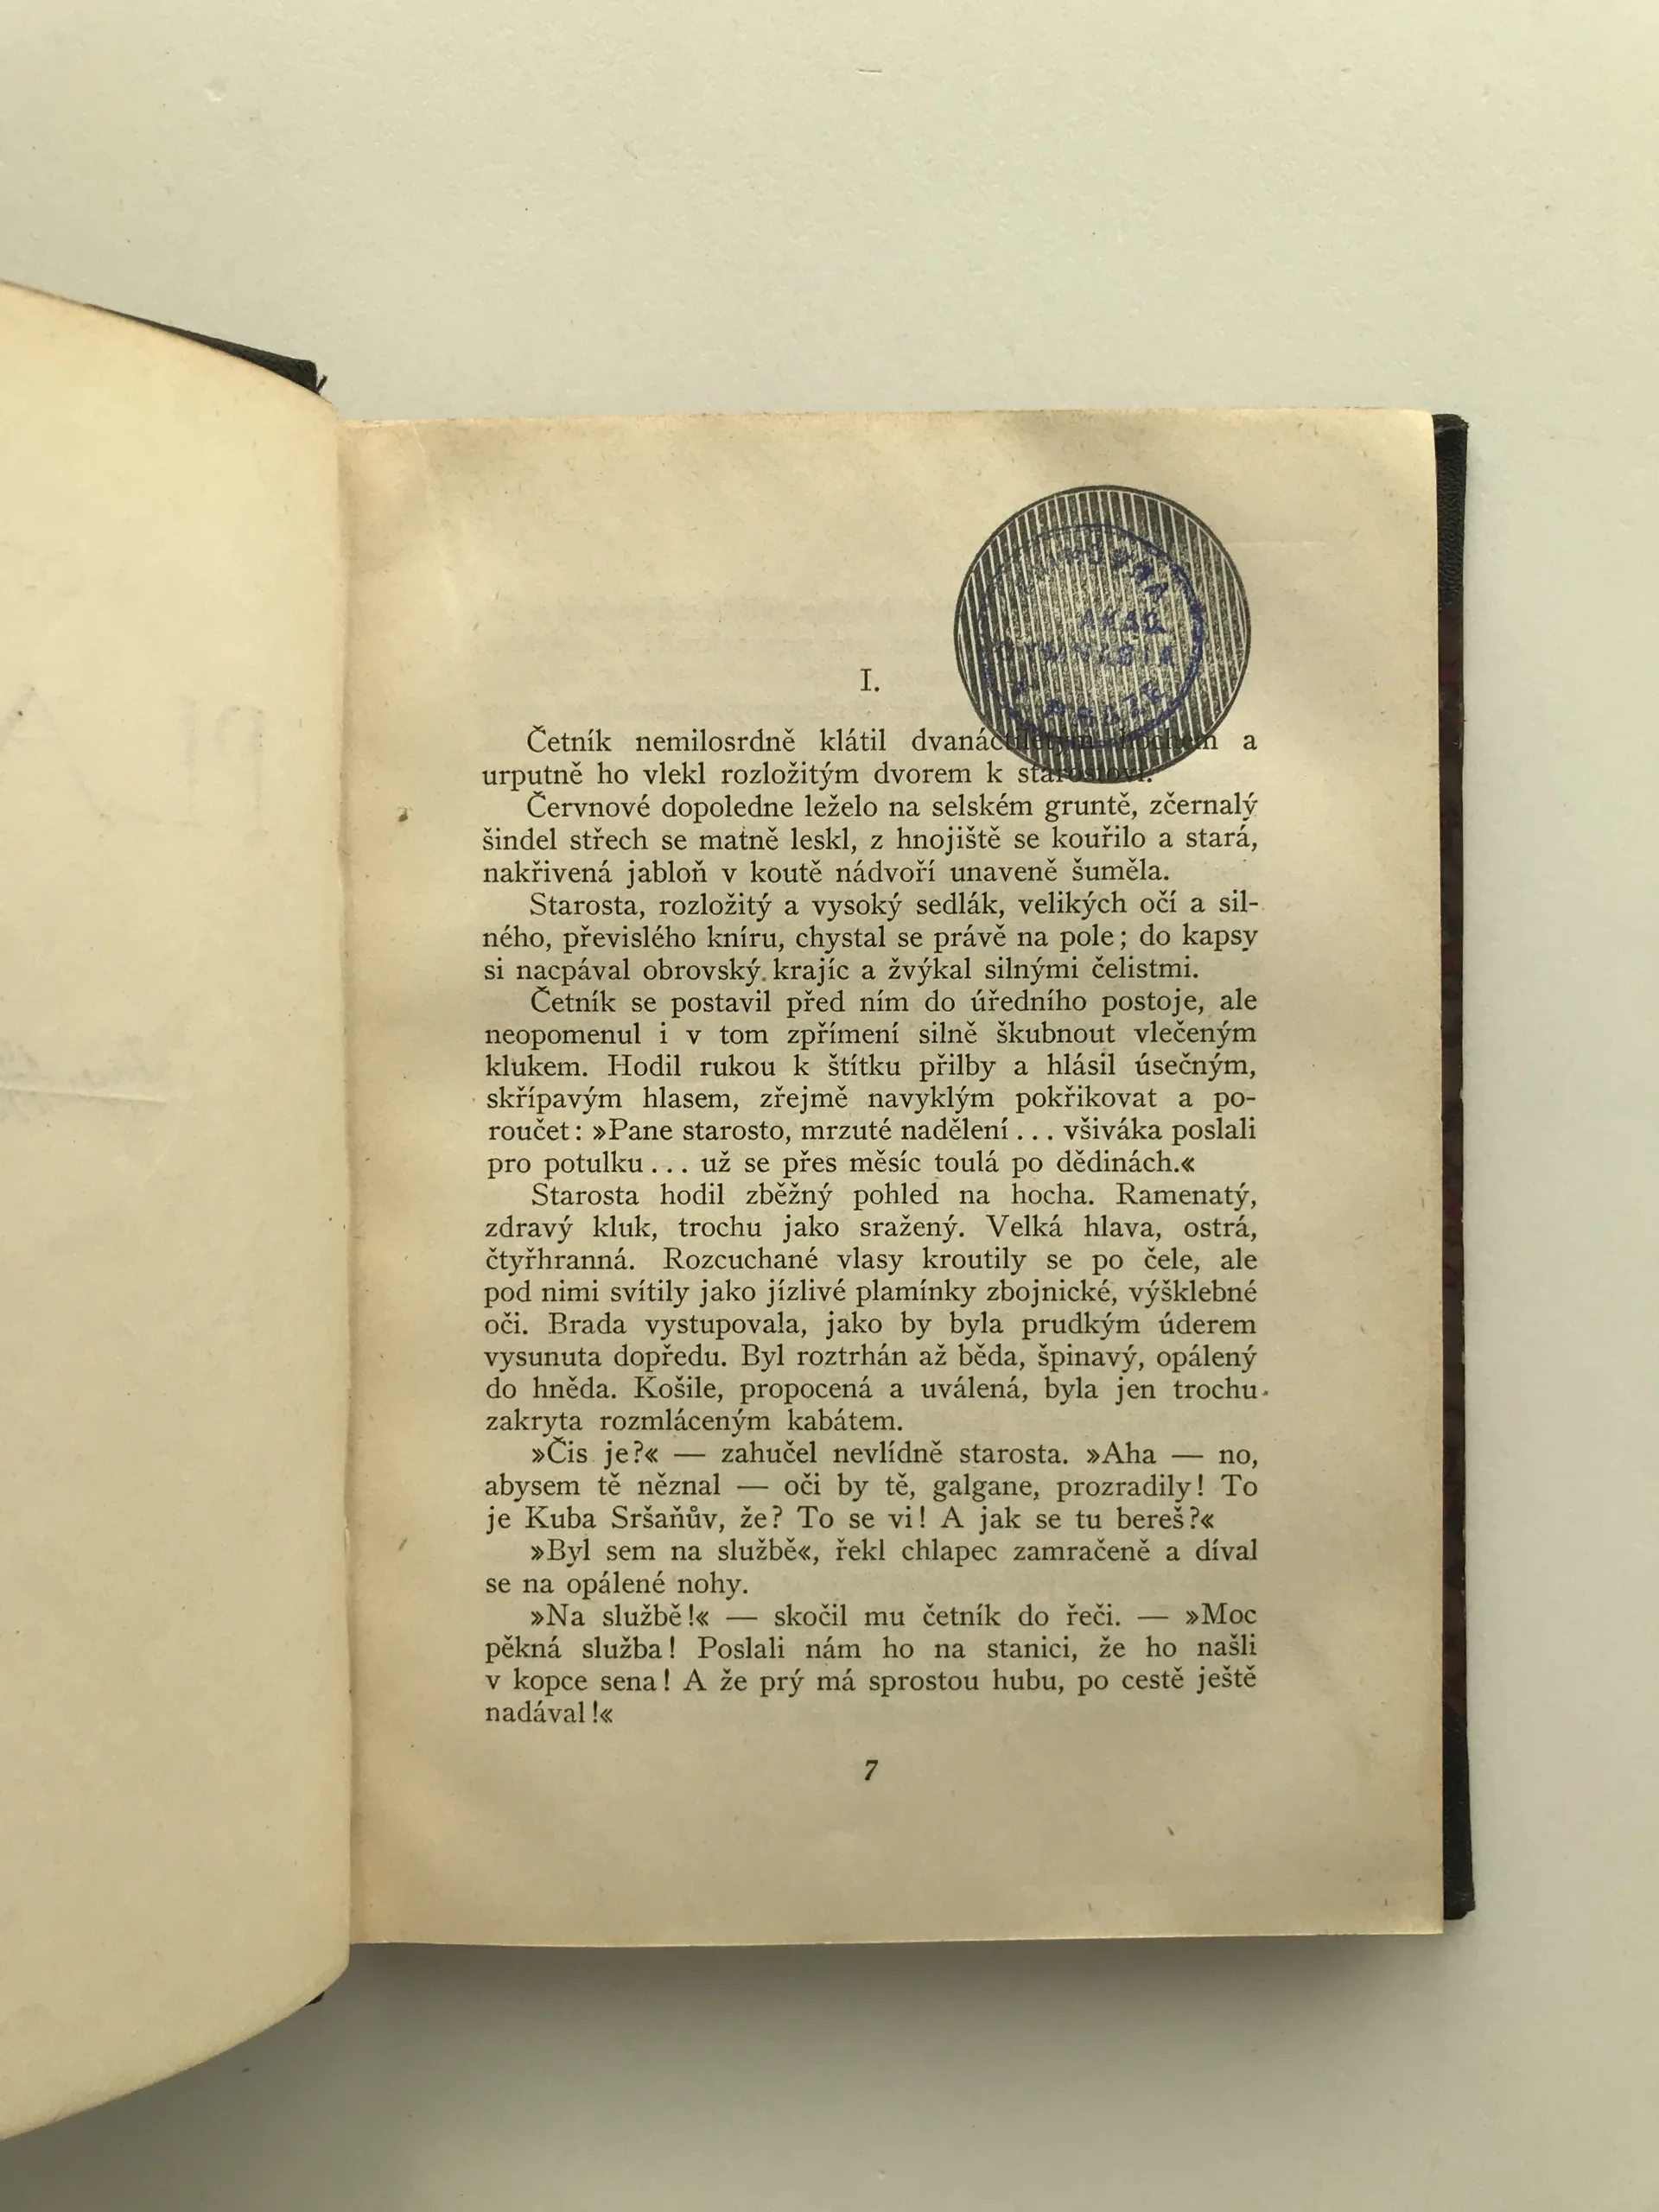 KNIHOVNA
AKAD.
GYMNASIA
V PRAZE
I.
Četník nemilosrdně klátil dvanáctiletým hochem a
urputně ho vlekl rozložitým dvorem k starostovi.
Červnové dopoledne leželo na selském gruntě, zčernalý
šindel střech se matně leskl, z hnojiště se kouřilo a stará,
nakřivená jabloň v koutě nádvoří unaveně šuměla.
Starosta, rozložitý a vysoký sedlák, velikých očí a sil-
ného, převislého kníru, chystal se právě na pole; do kapsy
si nacpával obrovský krajíc a žvýkal silnými čelistmi.
Četník se postavil před ním do úředního postoje, ale
neopomenul i v tom zpřímení silně škubnout vlečeným
klukem. Hodil rukou k štítku přilby a hlásil úsečným,
skřípavým hlasem, zřejmě navyklým pokřikovat a po-
roučet: »Pane starosto, mrzuté nadělení... všiváka poslali
pro potulku... už se přes měsíc toulá po dědinách.«
Starosta hodil zběžný pohled na hocha. Ramenatý,
zdravý kluk, trochu jako sražený. Velká hlava, ostrá,
čtyřhranná. Rozcuchané vlasy kroutily se po čele, ale
pod nimi svítily jako jízlivé plamínky zbojnické, výšklebné
oči. Brada vystupovala, jako by byla prudkým úderem
vysunuta dopředu. Byl roztrhán až běda, špinavý, opálený
do hněda. Košile, propocená a uválená, byla jen trochu
zakryta rozmláceným kabátem.
»Čis je?« — zahučel nevlídně starosta. »Aha — no,
abysem tě něznal — oči by tě, galgane, prozradily! To
je Kuba Sršaňův, že? To se vi! A jak se tu bereš?«
»Byl sem na službě«, řekl chlapec zamračeně a díval
se na opálené nohy.
»Na službě!« — skočil mu četník do řeči. — »Moc
pěkná služba! Poslali nám ho na stanici, že ho našli
v kopce sena! A že prý má sprostou hubu, po cestě ještě
nadával!«
7